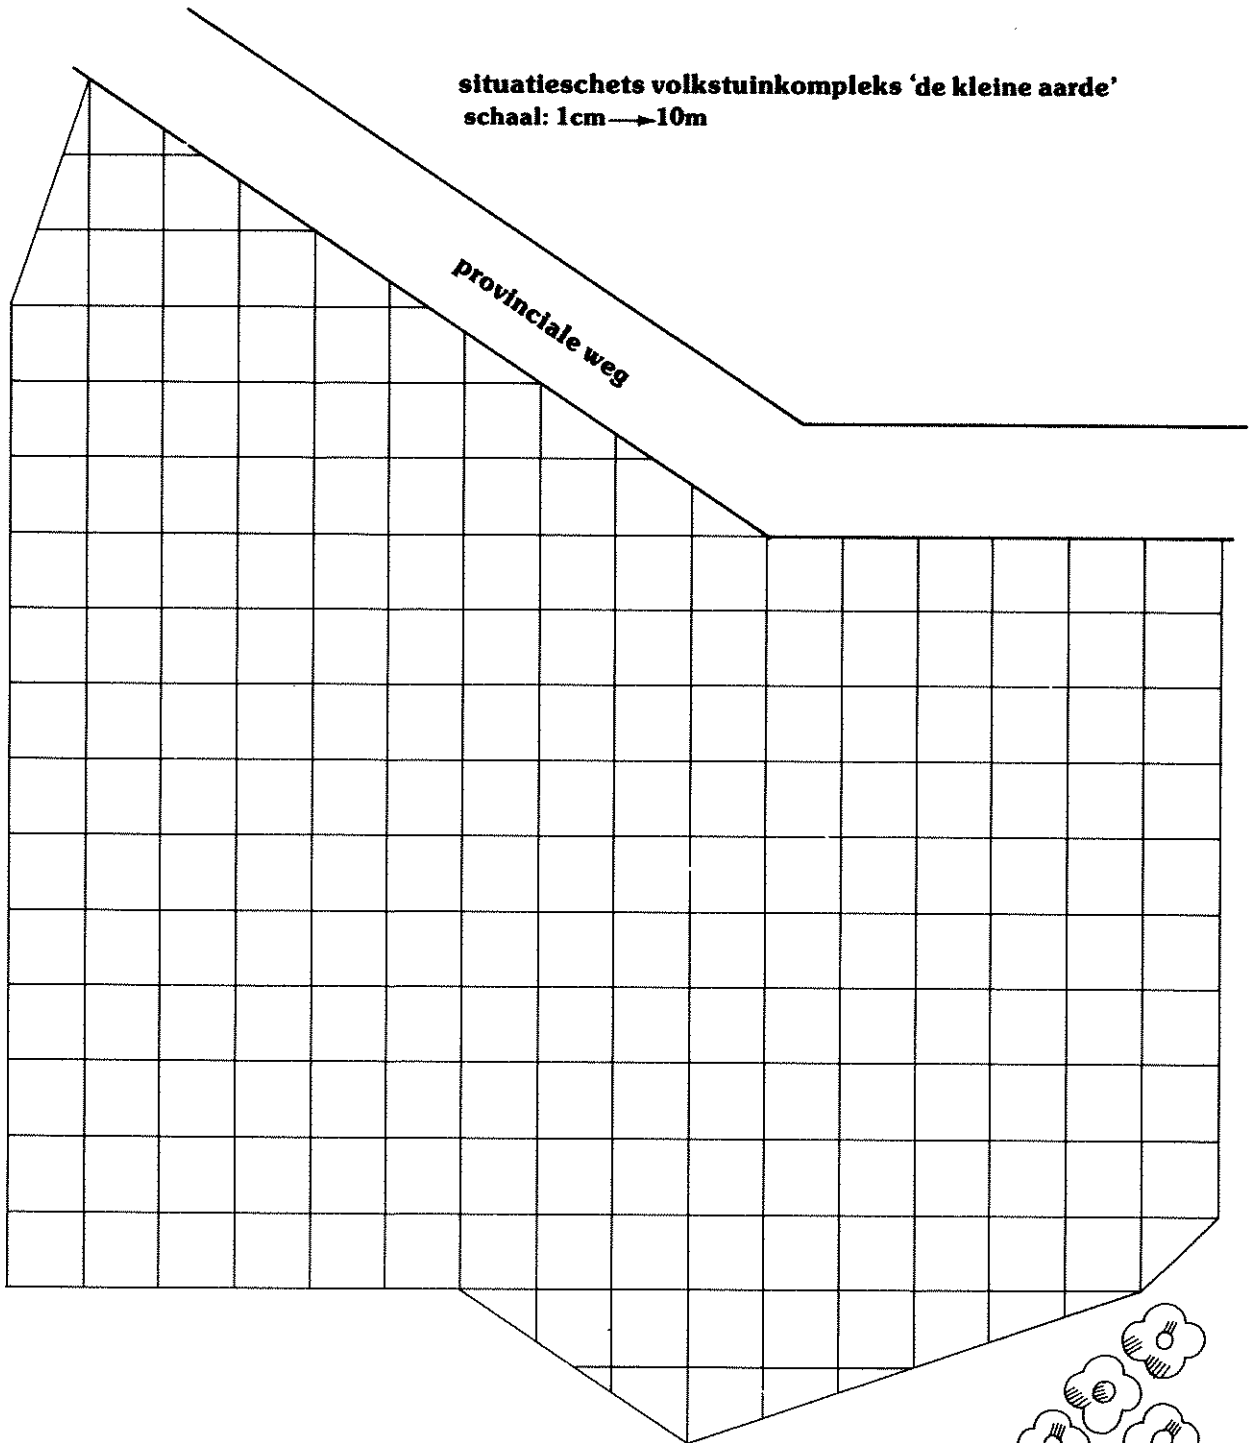 situatieschets volkstuinkompleks ‘de kleine aarde’
schaal: 1cm→10m
provinciale weg